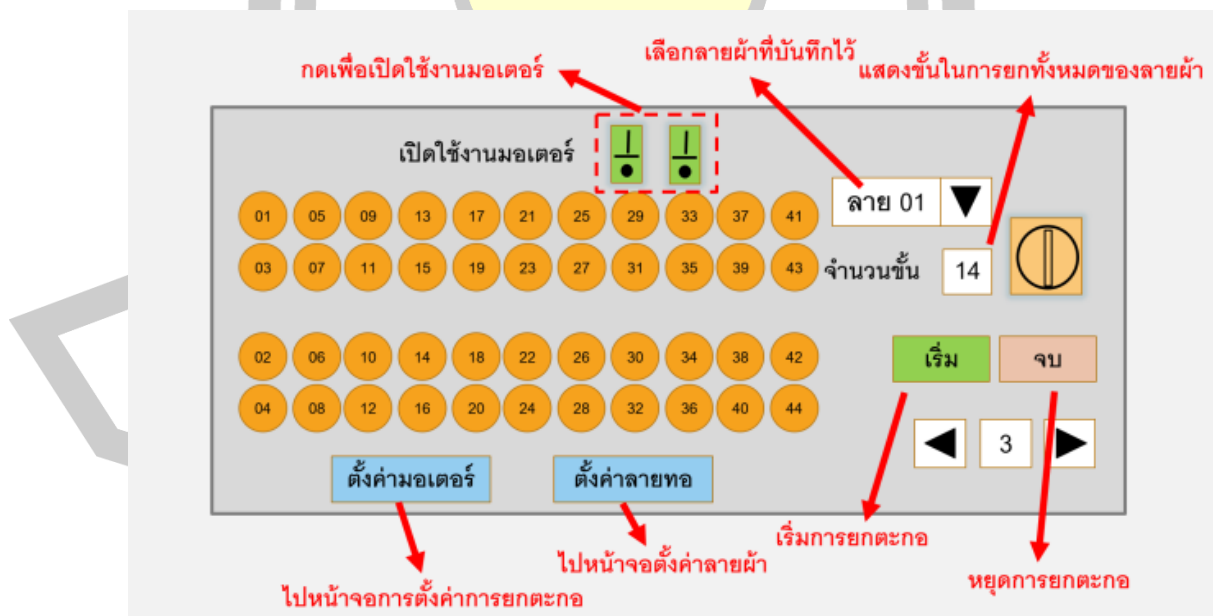 เลือกลายผ้าที่บันทึกไว้
กดเพื่อเปิดใช้งานมอเตอร์
แสดงขั้นในการยกทั้งหมดของลายผ้า
เปิดใช้งานมอเตอร์
01 05 09 13 17 21 25 29 33 37 41
ลาย 01
03 07 11 15 19 23 27 31 35 39 43
จำนวนขั้น 14
02 06 10 14 18 22 26 30 34 38 42
เริ่ม จบ
04 08 12 16 20 24 28 32 36 40 44
3
ตั้งค่ามอเตอร์ ตั้งค่าลายทอ
เริ่มการยกตะกอ
ไปหน้าจอตั้งค่าลายผ้า
หยุดการยกตะกอ
ไปหน้าจอการตั้งค่าการยกตะกอ